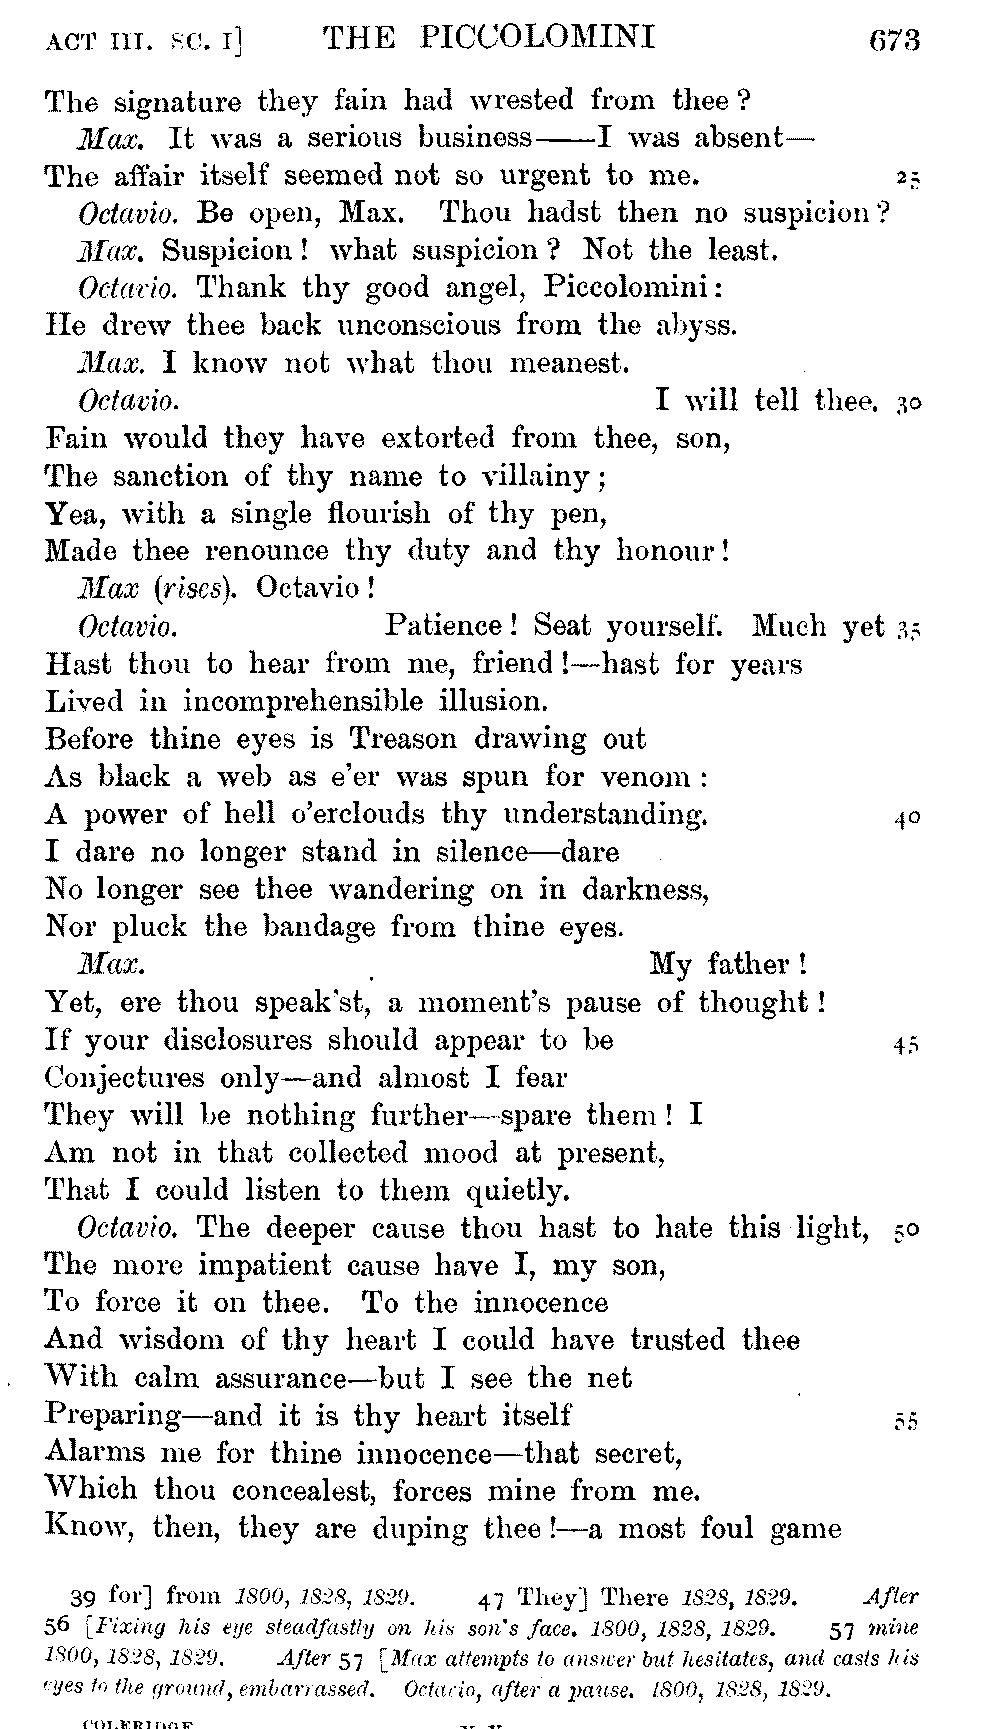 ACT III. SC. I] THE PICCOLOMINI 673
The signature they fain had wrested from thee?
Max. It was a serious business——I was absent—
The affair itself seemed not so urgent to me. 25
Octavio. Be open, Max. Thou hadst then no suspicion?
Max. Suspicion! what suspicion? Not the least.
Octavio. Thank thy good angel, Piccolomini:
He drew thee back unconscious from the abyss.
Max. I know not what thou meanest.
Octavio. I will tell thee. 30
Fain would they have extorted from thee, son,
The sanction of thy name to villainy;
Yea, with a single flourish of thy pen,
Made thee renounce thy duty and thy honour!
Max (rises). Octavio!
Octavio. Patience! Seat yourself. Much yet 35
Hast thou to hear from me, friend!—hast for years
Lived in incomprehensible illusion.
Before thine eyes is Treason drawing out
As black a web as e'er was spun for venom:
A power of hell o'erclouds thy understanding. 40
I dare no longer stand in silence—dare
No longer see thee wandering on in darkness,
Nor pluck the bandage from thine eyes.
Max. My father!
Yet, ere thou speak'st, a moment's pause of thought!
If your disclosures should appear to be 45
Conjectures only—and almost I fear
They will be nothing further—spare them! I
Am not in that collected mood at present,
That I could listen to them quietly.
Octavio. The deeper cause thou hast to hate this light, 50
The more impatient cause have I, my son,
To force it on thee. To the innocence
And wisdom of thy heart I could have trusted thee
With calm assurance—but I see the net
Preparing—and it is thy heart itself 55
Alarms me for thine innocence—that secret,
Which thou concealest, forces mine from me.
Know, then, they are duping thee!—a most foul game
39 for] from 1800, 1828, 1829. 47 They] There 1828, 1829. After
56 [Fixing his eye steadfastly on his son's face. 1800, 1828, 1829. 57 mine
1800, 1828, 1829. After 57 [Max attempts to answer but hesitates, and casts his
eyes to the ground, embarrassed. Octavio, after a pause. 1800, 1828, 1829.
COLERIDGE X X